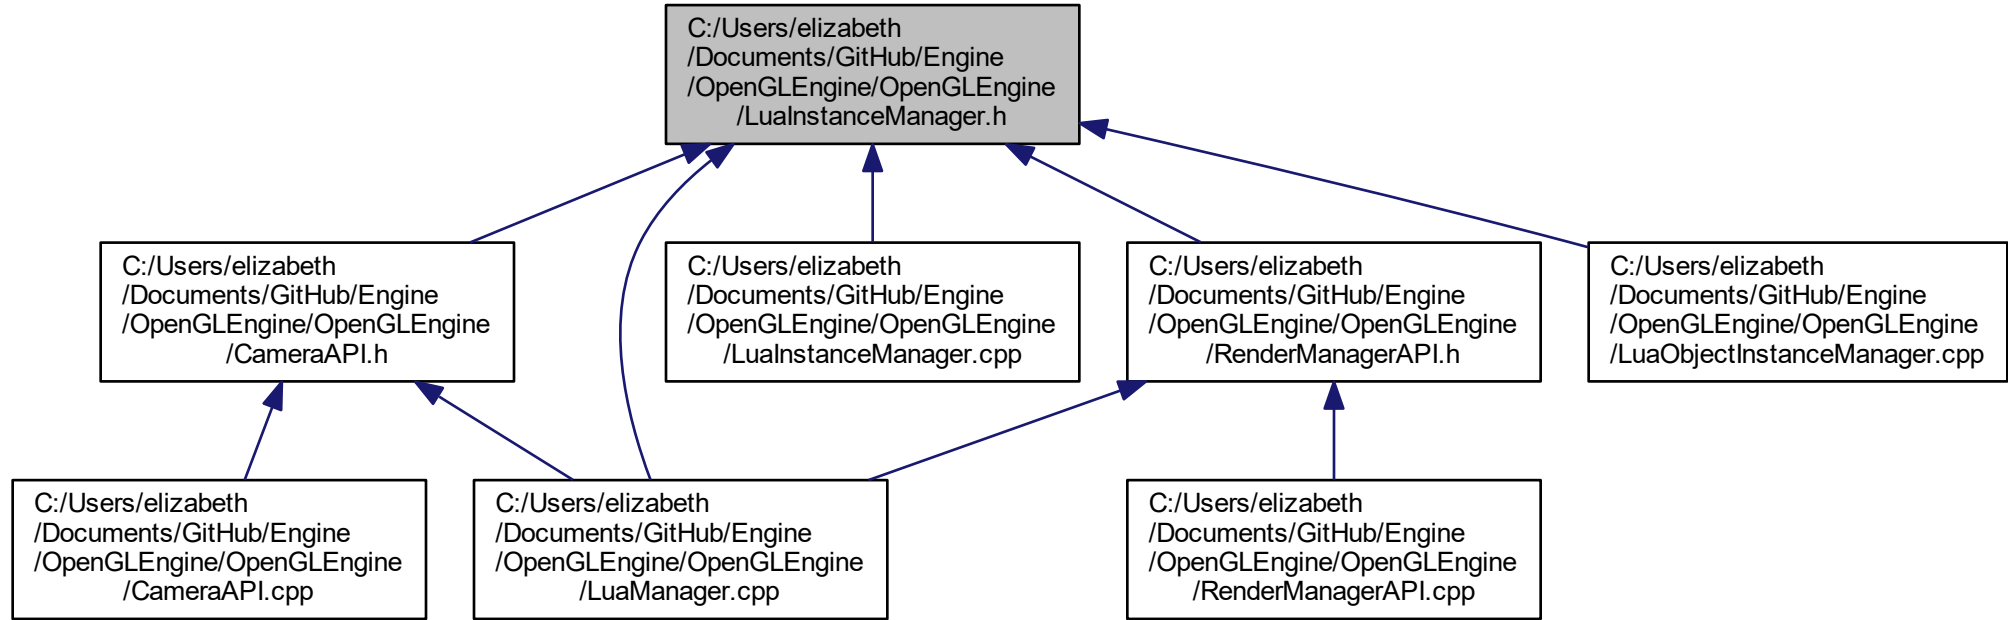 C:/Users/elizabeth
/Documents/GitHub/Engine
/OpenGLEngine/OpenGLEngine
/LuaInstanceManager.h
C:/Users/elizabeth
/Documents/GitHub/Engine
/OpenGLEngine/OpenGLEngine
/CameraAPI.h
C:/Users/elizabeth
/Documents/GitHub/Engine
/OpenGLEngine/OpenGLEngine
/LuaInstanceManager.cpp
C:/Users/elizabeth
/Documents/GitHub/Engine
/OpenGLEngine/OpenGLEngine
/RenderManagerAPI.h
C:/Users/elizabeth
/Documents/GitHub/Engine
/OpenGLEngine/OpenGLEngine
/LuaObjectInstanceManager.cpp
C:/Users/elizabeth
/Documents/GitHub/Engine
/OpenGLEngine/OpenGLEngine
/CameraAPI.cpp
C:/Users/elizabeth
/Documents/GitHub/Engine
/OpenGLEngine/OpenGLEngine
/LuaManager.cpp
C:/Users/elizabeth
/Documents/GitHub/Engine
/OpenGLEngine/OpenGLEngine
/RenderManagerAPI.cpp